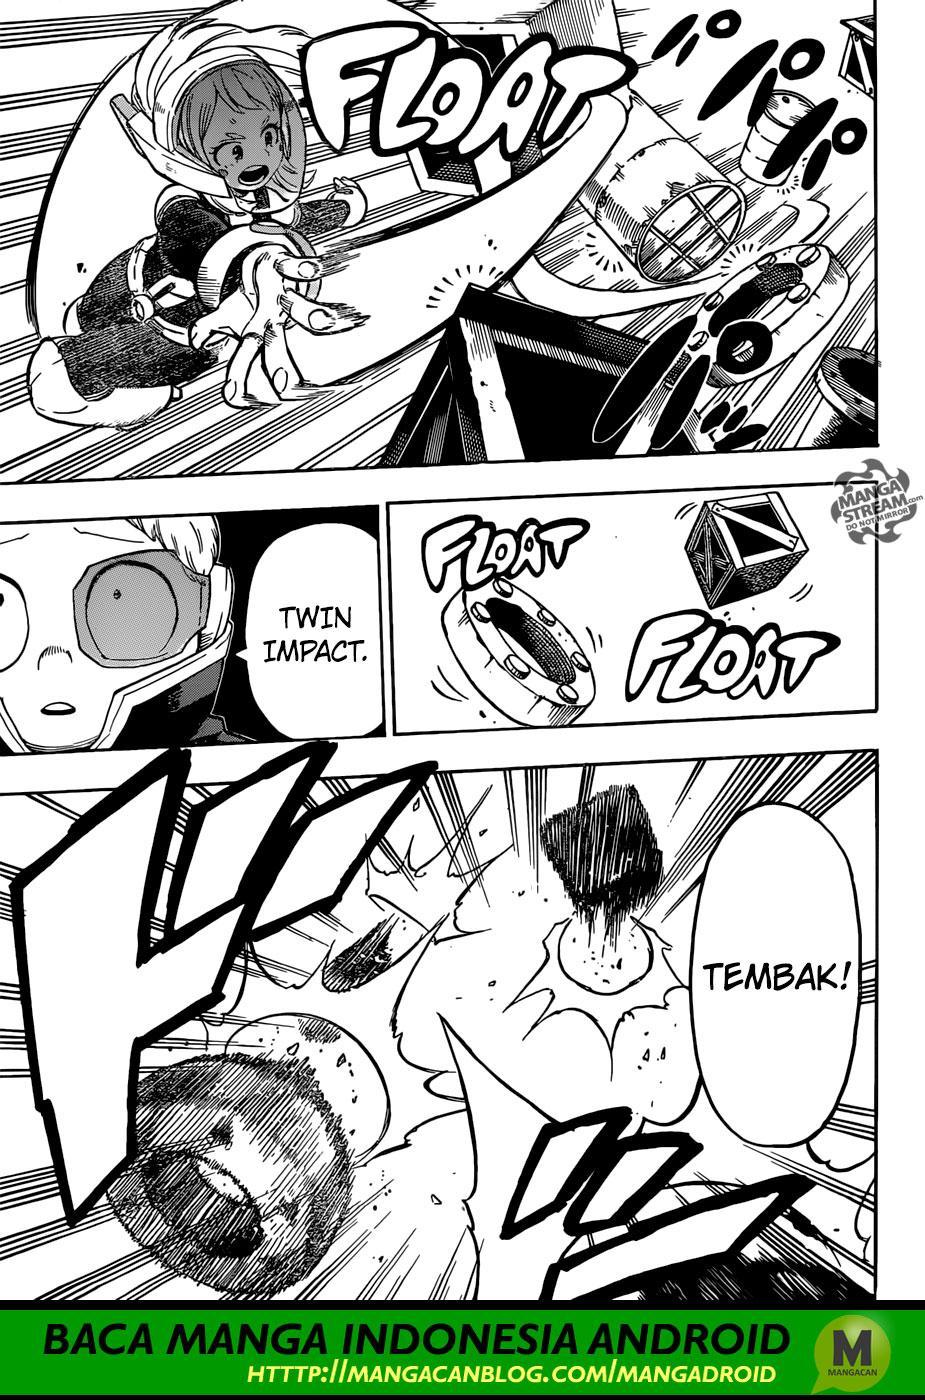 FLOAT
パパパパ
MANGA
STREAM.com
DO NOT MIRROR
FLOAT
FLOAT
TWIN
IMPACT.
TEMBAK!
BACA MANGA INDONESIA ANDROID
HTTTP://MANGACANBLOG.COM/MANGADROID
M
MANGACAN